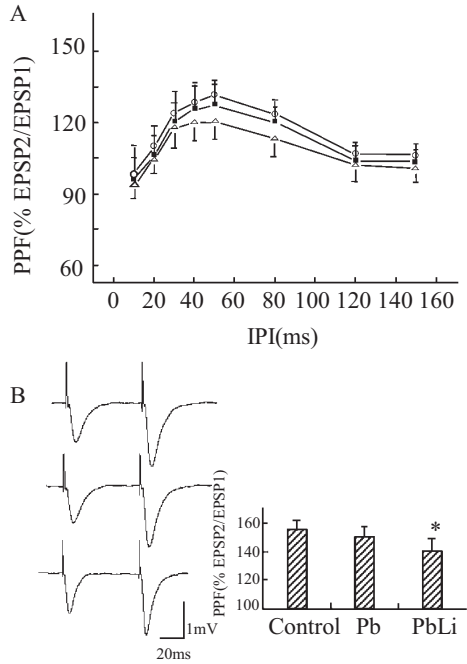 A
PPF(% EPSP2/EPSP1)
150
120
90
60
0 20 40 60 80 100 120 140 160
IPI(ms)
B
1mV
20ms
PPF(% EPSP2/EPSP1)
160
140
100
*
Control Pb PbLi